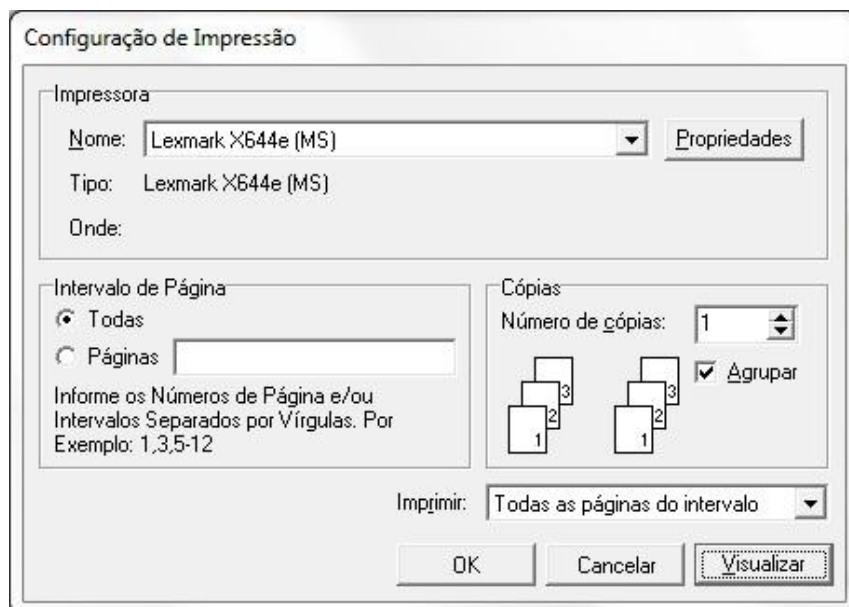 Configuração de Impressão
Impressora
Nome: Lexmark X644e (MS) Propriedades
Tipo: Lexmark X644e (MS)
Onde:
Intervalo de Página
Todas
Páginas
Informe os Números de Página e/ou
Intervalos Separados por Vírgulas. Por
Exemplo: 1,3,5-12
Cópias
Número de cópias: 1
Agrupar
3
2
1
3
2
1
Imprimir: Todas as páginas do intervalo
OK Cancelar Visualizar